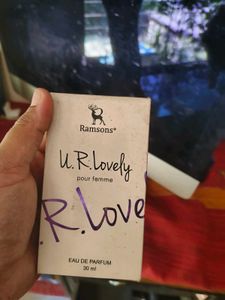 Ramsons®
U.R.Lovely
pour femme
.R.Love
EAU DE PARFUM
30 ml